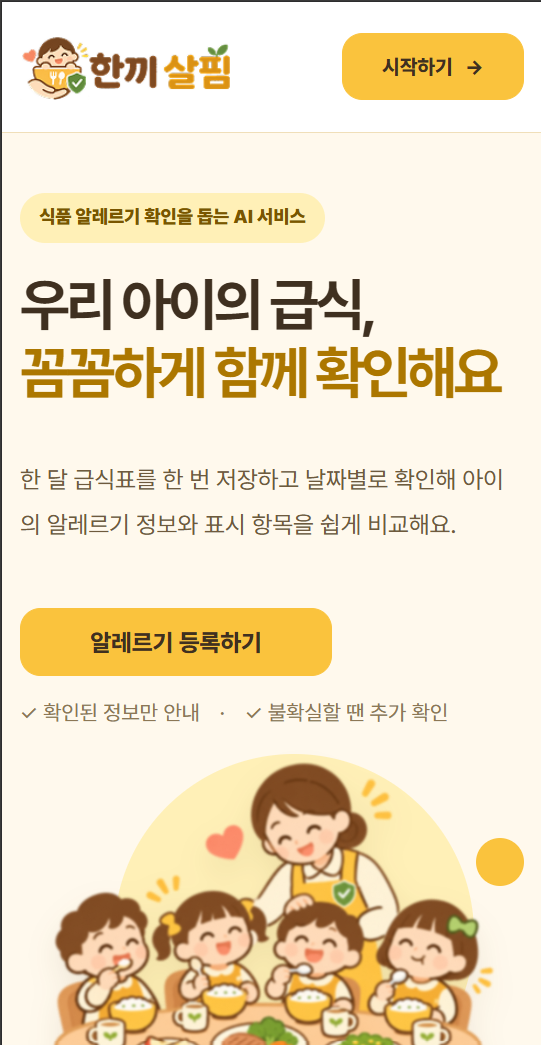 한끼 살핌
시작하기 →
식품 알레르기 확인을 돕는 AI 서비스
우리 아이의 급식,
꼼꼼하게 함께 확인해요
한 달 급식표를 한 번 저장하고 날짜별로 확인해 아이
의 알레르기 정보와 표시 항목을 쉽게 비교해요.
알레르기 등록하기
✓ 확인된 정보만 안내 · ✓ 불확실할 땐 추가 확인